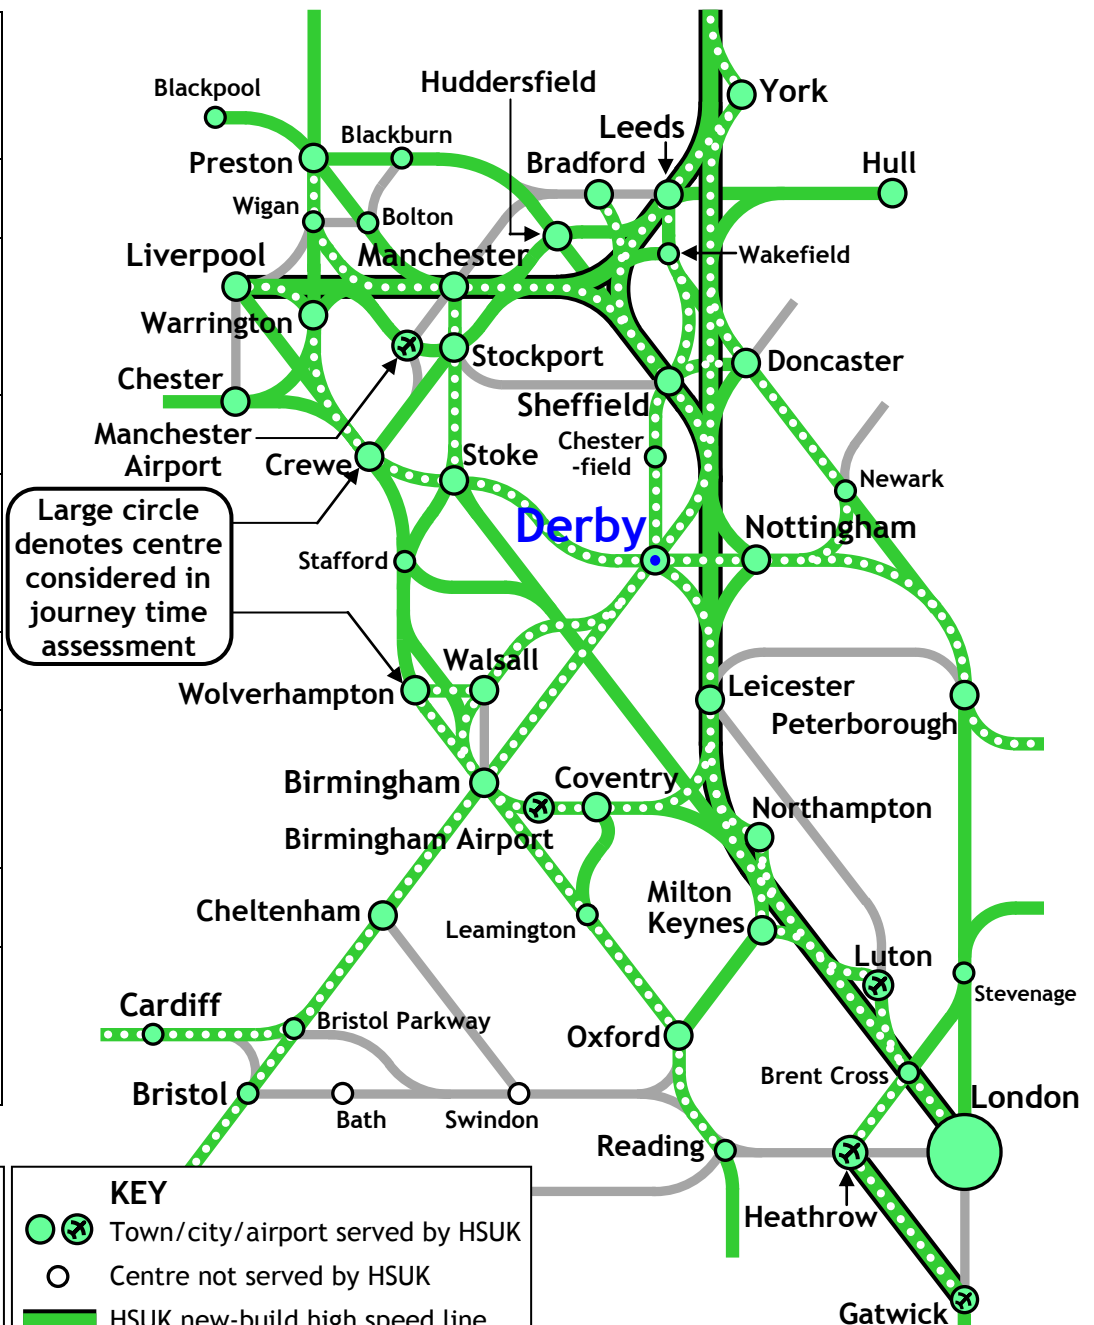 Blackpool
Huddersfield
York
Leeds
Blackburn
Preston
Bradford
Hull
Wigan
Bolton
Liverpool
Manchester
Wakefield
Warrington
Stockport
Doncaster
Chester
Sheffield
Manchester
Airport
Chester
-field
Crewe
Stoke
Newark
Large circle
denotes centre
considered in
journey time
assessment
Derby
Nottingham
Stafford
Walsall
Wolverhampton
Leicester
Peterborough
Birmingham
Coventry
Northampton
Birmingham Airport
Milton
Keynes
Cheltenham
Leamington
Luton
Cardiff
Bristol Parkway
Stevenage
Oxford
Brent Cross
Bristol
London
Bath
Swindon
Reading
Heathrow
Gatwick
KEY
Town/city/airport served by HSUK
Centre not served by HSUK
HSUK new-build high speed line